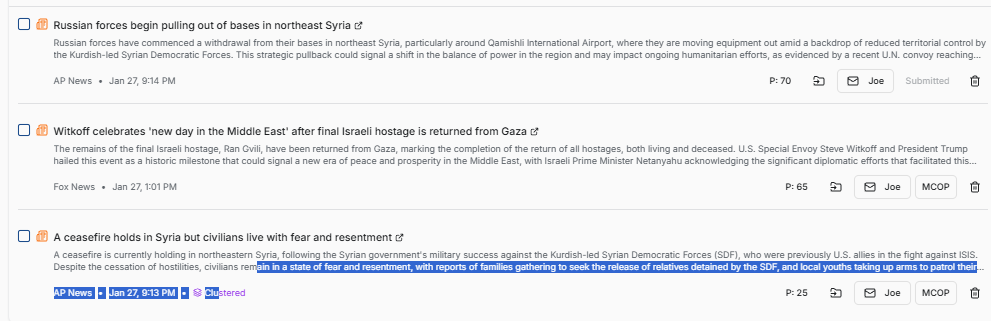 Russian forces begin pulling out of bases in northeast Syria
Russian forces have commenced a withdrawal from their bases in northeast Syria, particularly around Qamishli International Airport, where they are moving equipment out amid a backdrop of reduced territorial control by
the Kurdish-led Syrian Democratic Forces. This strategic pullback could signal a shift in the balance of power in the region and may impact ongoing humanitarian efforts, as evidenced by a recent U.N. convoy reaching...
AP News • Jan 27, 9:14 PM P: 70 Joe Submitted
Witkoff celebrates 'new day in the Middle East' after final Israeli hostage is returned from Gaza
The remains of the final Israeli hostage, Ran Gvili, have been returned from Gaza, marking the completion of the return of all hostages, both living and deceased. U.S. Special Envoy Steve Witkoff and President Trump
hailed this event as a historic milestone that could signal a new era of peace and prosperity in the Middle East, with Israeli Prime Minister Netanyahu acknowledging the significant diplomatic efforts that facilitated this...
Fox News • Jan 27, 1:01 PM P: 65 Joe MCOP
A ceasefire holds in Syria but civilians live with fear and resentment
A ceasefire is currently holding in northeastern Syria, following the Syrian government's military success against the Kurdish-led Syrian Democratic Forces (SDF), who were previously U.S. allies in the fight against ISIS.
Despite the cessation of hostilities, civilians remain in a state of fear and resentment, with reports of families gathering to seek the release of relatives detained by the SDF, and local youths taking up arms to patrol their...
AP News • Jan 27, 9:13 PM • Clustered P: 25 Joe MCOP